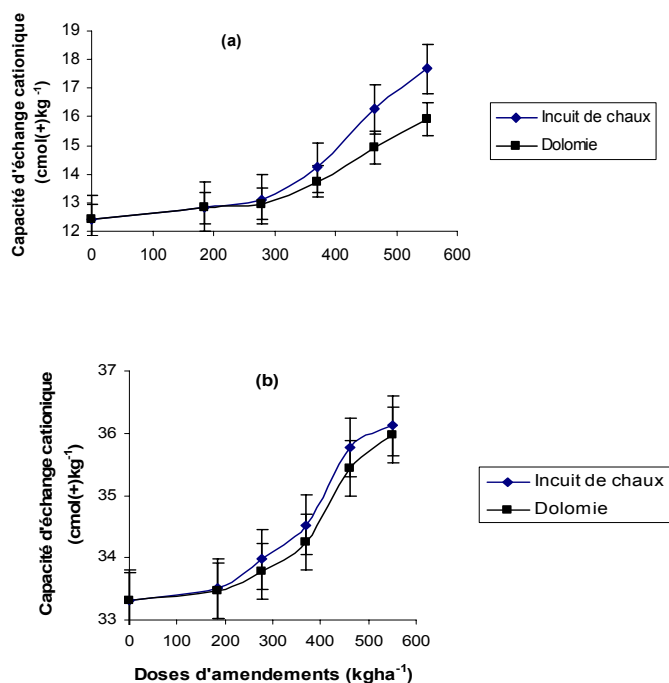 (a)
Capacité d'échange cationique
(cmol(+)kg⁻¹)
19
18
17
16
15
14
13
12
0 100 200 300 400 500 600
Incuit de chaux
Dolomie
(b)
Capacité d'échange cationique
(cmol(+)kg⁻¹)
37
36
35
34
33
0 100 200 300 400 500 600
Doses d'amendements (kgha⁻¹)
Incuit de chaux
Dolomie